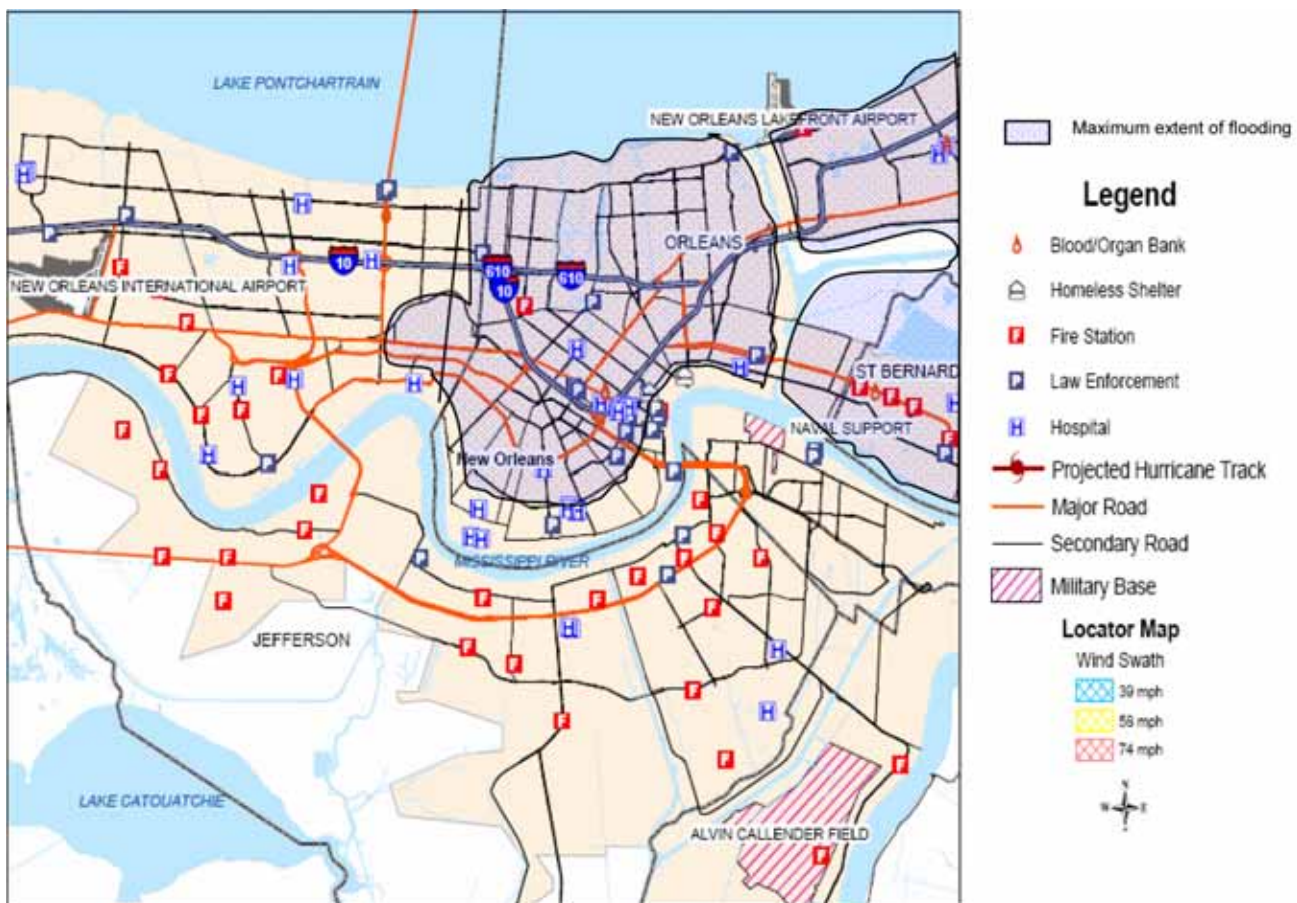 LAKE PONTCHARTRAIN
NEW ORLEANS LAKEFRONT AIRPORT
ORLEANS
10
610
610
10
NEW ORLEANS INTERNATIONAL AIRPORT
ST BERNARD
NAVAL SUPPORT
New Orleans
MISSISSIPPI RIVER
JEFFERSON
LAKE CATOUATCHIE
ALVIN CALLENDER FIELD
Maximum extent of flooding
Legend
Blood/Organ Bank
Homeless Shelter
F Fire Station
Law Enforcement
H Hospital
Projected Hurricane Track
Major Road
Secondary Road
Military Base
Locator Map
Wind Swath
39 mph
58 mph
74 mph
N
W E